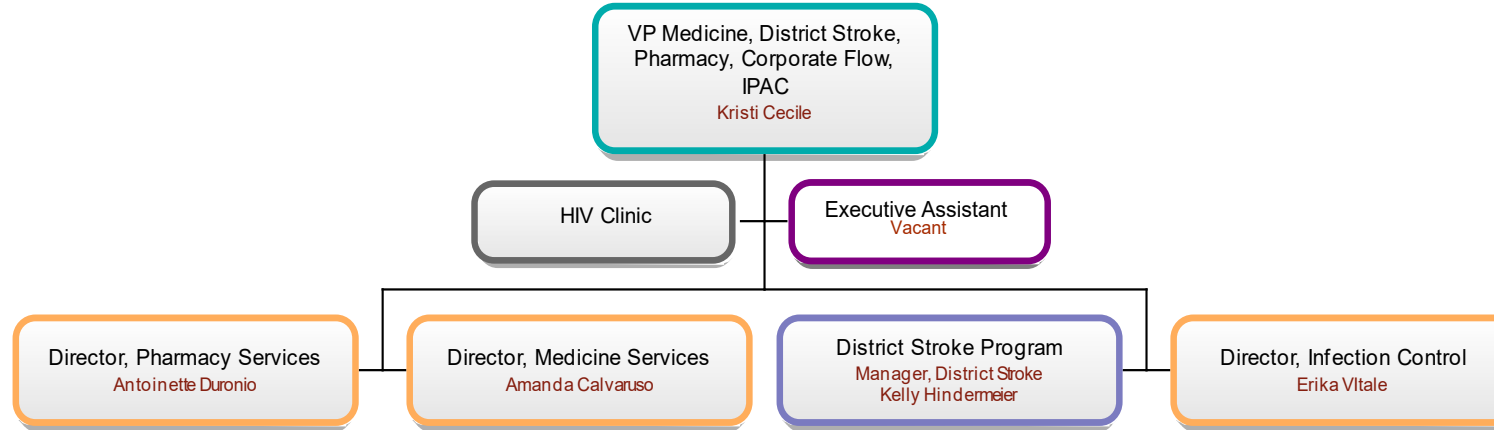 VP Medicine, District Stroke,
Pharmacy, Corporate Flow,
IPAC
Kristi Cecile
HIV Clinic
Executive Assistant
Vacant
Director, Pharmacy Services
Antoinette Duronio
Director, Medicine Services
Amanda Calvaruso
District Stroke Program
Manager, District Stroke
Kelly Hindermeier
Director, Infection Control
Erika VItale